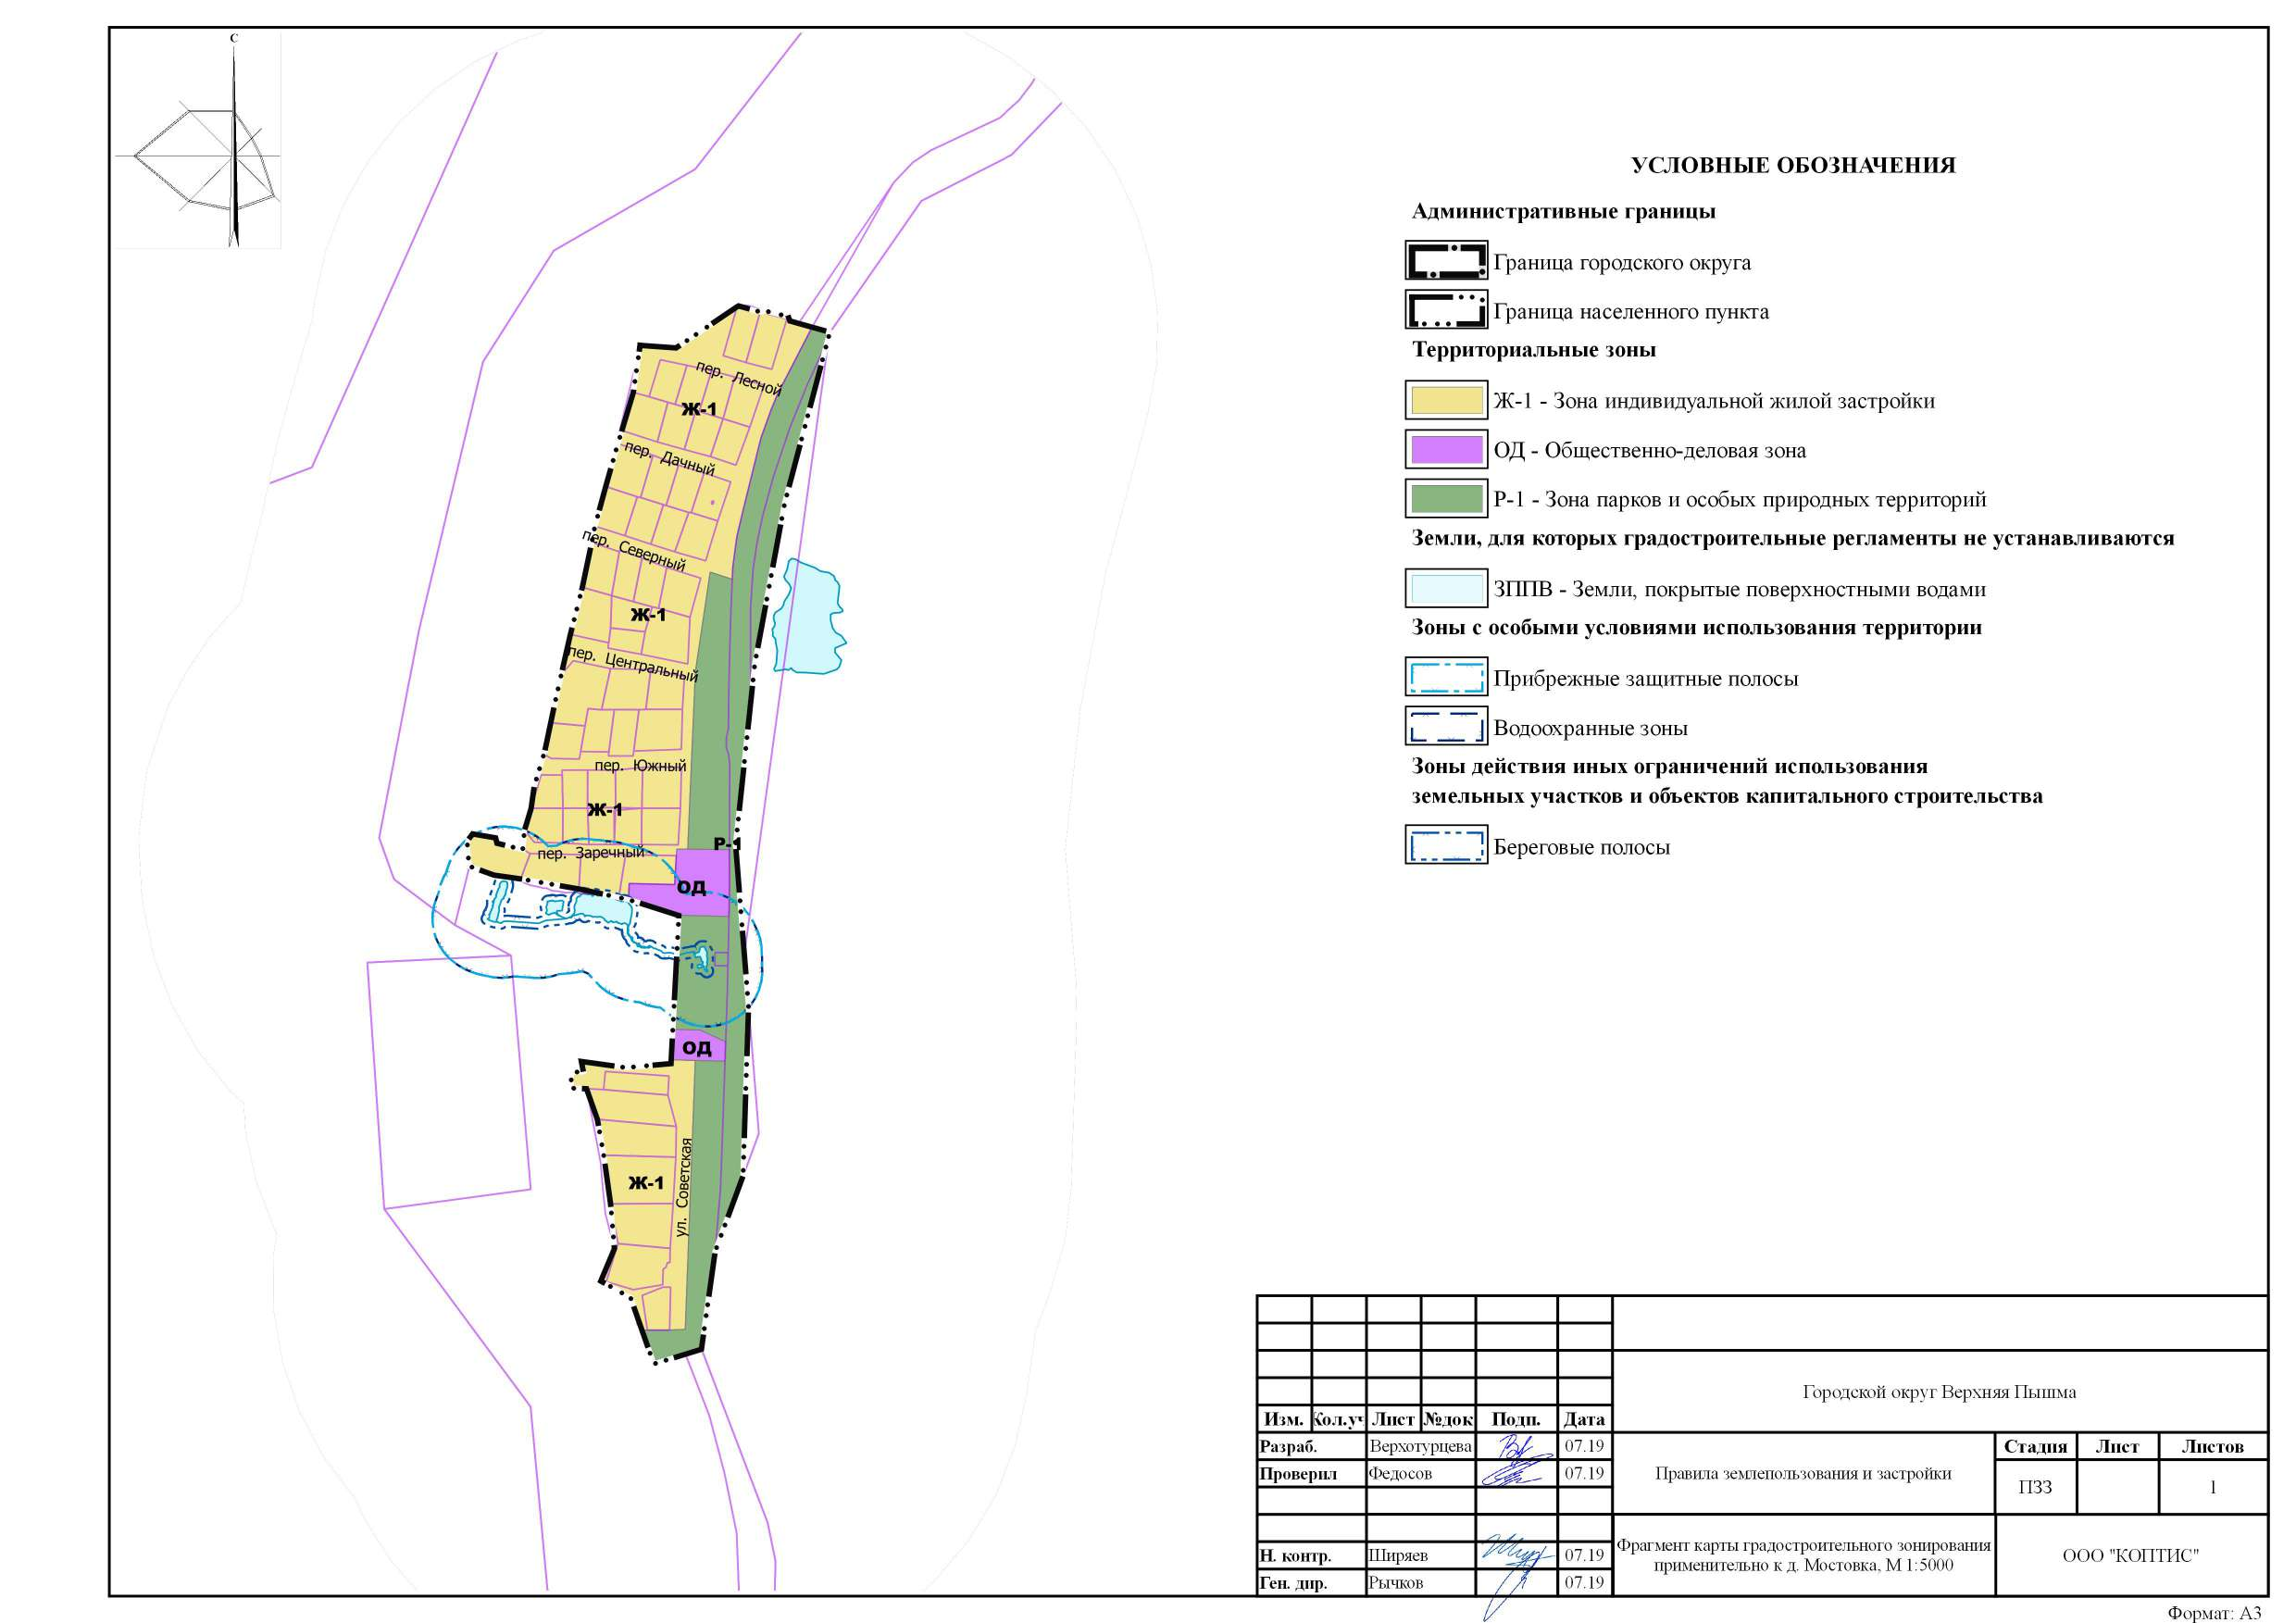 С
УСЛОВНЫЕ ОБОЗНАЧЕНИЯ
Административные границы
Граница городского округа
Граница населенного пункта
Территориальные зоны
Ж-1 - Зона индивидуальной жилой застройки
ОД - Общественно-деловая зона
Р-1 - Зона парков и особых природных территорий
Земли, для которых градостроительные регламенты не устанавливаются
ЗППВ - Земли, покрытые поверхностными водами
Зоны с особыми условиями использования территории
Прибрежные защитные полосы
Водоохранные зоны
Зоны действия иных ограничений использования
земельных участков и объектов капитального строительства
Береговые полосы
пер. Лесной
Ж-1
пер. Дачный
пер. Северный
Ж-1
пер. Центральный
пер. Южный
Ж-1
Р-1
пер. Заречный
ОД
ОД
Ж-1
ул. Советская
Городской округ Верхняя Пышма
Изм. Кол.уч Лист №док Подп. Дата
Разраб. Верхотурцева 07.19
Проверил Федосов 07.19
Правила землепользования и застройки
Стадия Лист Листов
ПЗЗ 1
Н. контр. Ширяев 07.19
Ген. дир. Рычков 07.19
Фрагмент карты градостроительного зонирования
применительно к д. Мостовка, М 1:5000
ООО "КОПТИС"
Формат: А3